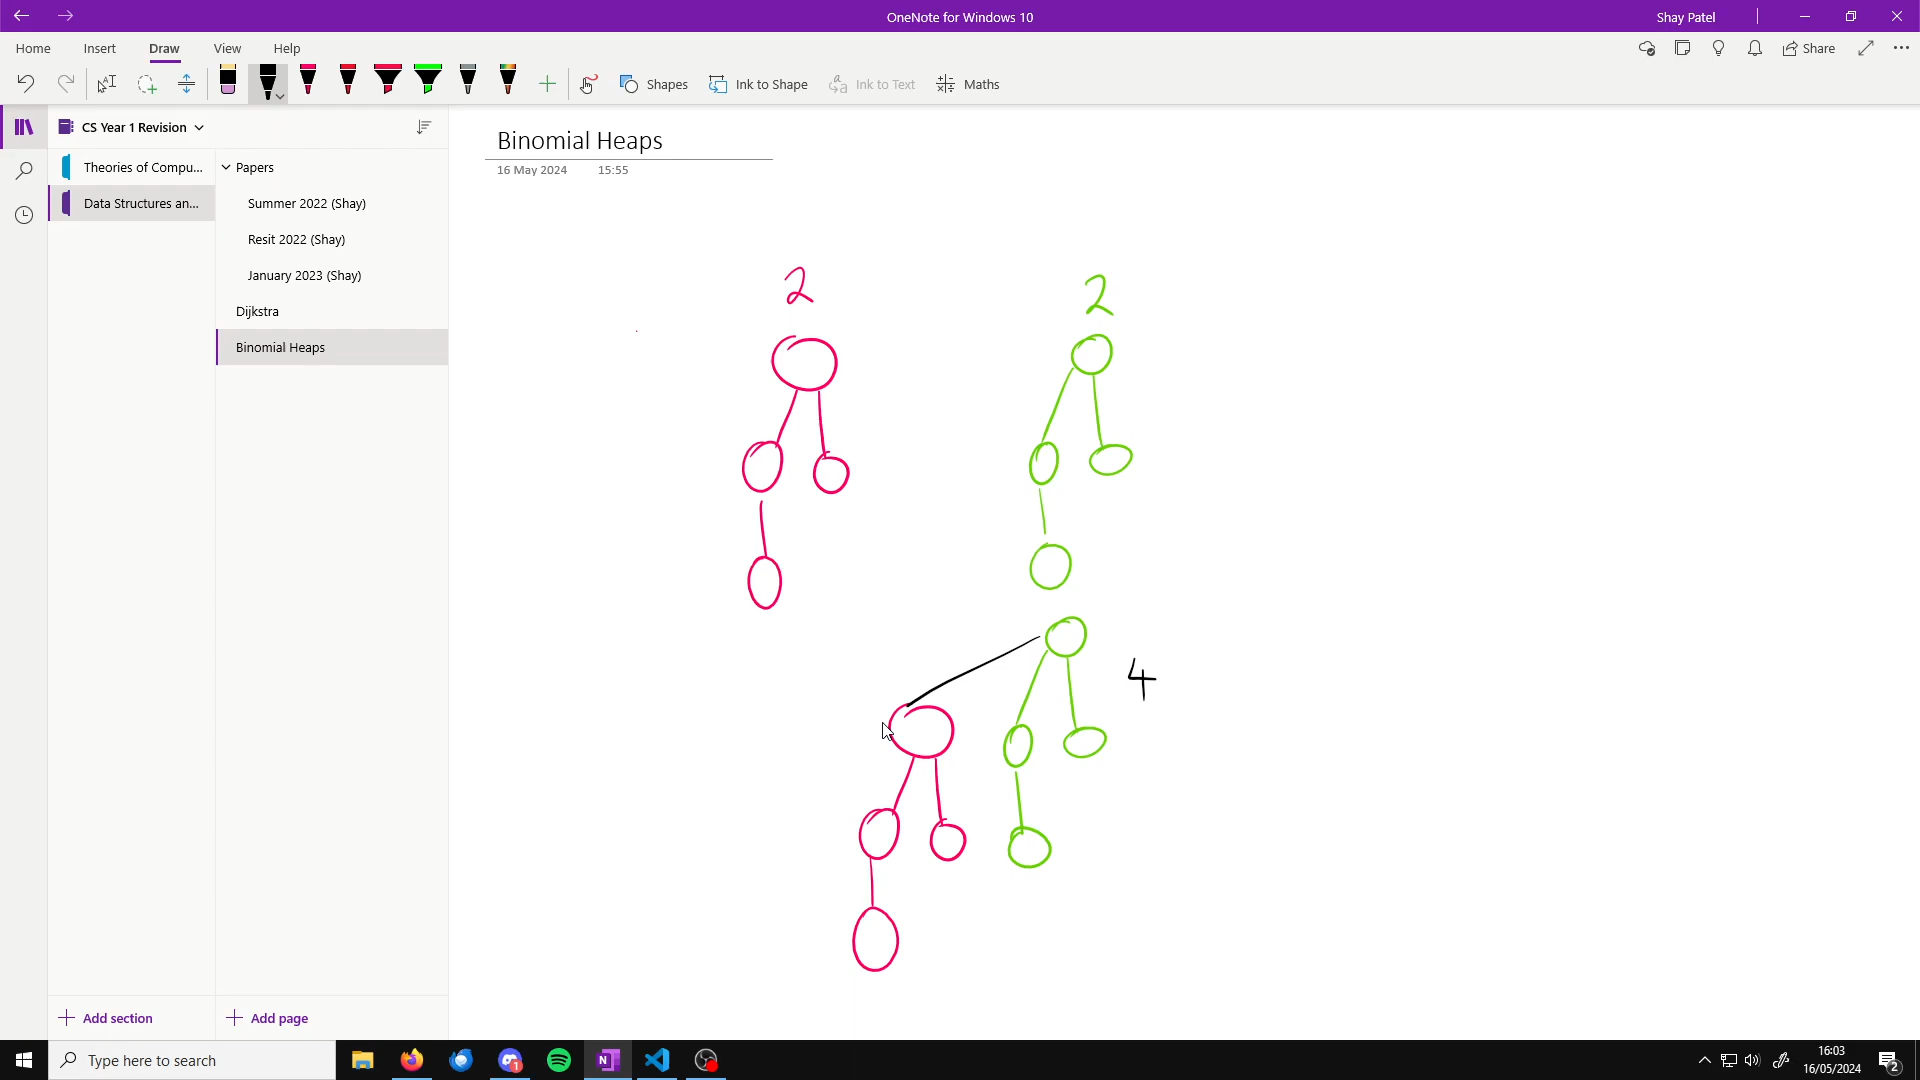 OneNote for Windows 10
Shay Patel
Home Insert Draw View Help
Share
Shapes Ink to Shape Ink to Text Maths
CS Year 1 Revision
Theories of Compu...
Data Structures an...
Papers
Summer 2022 (Shay)
Resit 2022 (Shay)
January 2023 (Shay)
Dijkstra
Binomial Heaps
Binomial Heaps
16 May 2024 15:55
2 2
4
Add section
Add page
Type here to search
1
N
16:03
16/05/2024
2